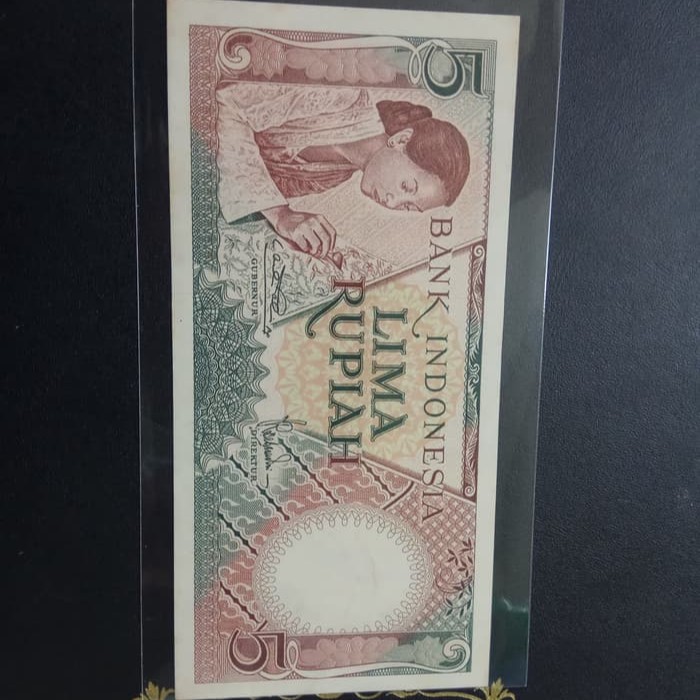 5
BANK INDONESIA
LIMA
RUPIAH
GUBERNUR
DIREKTUR
5